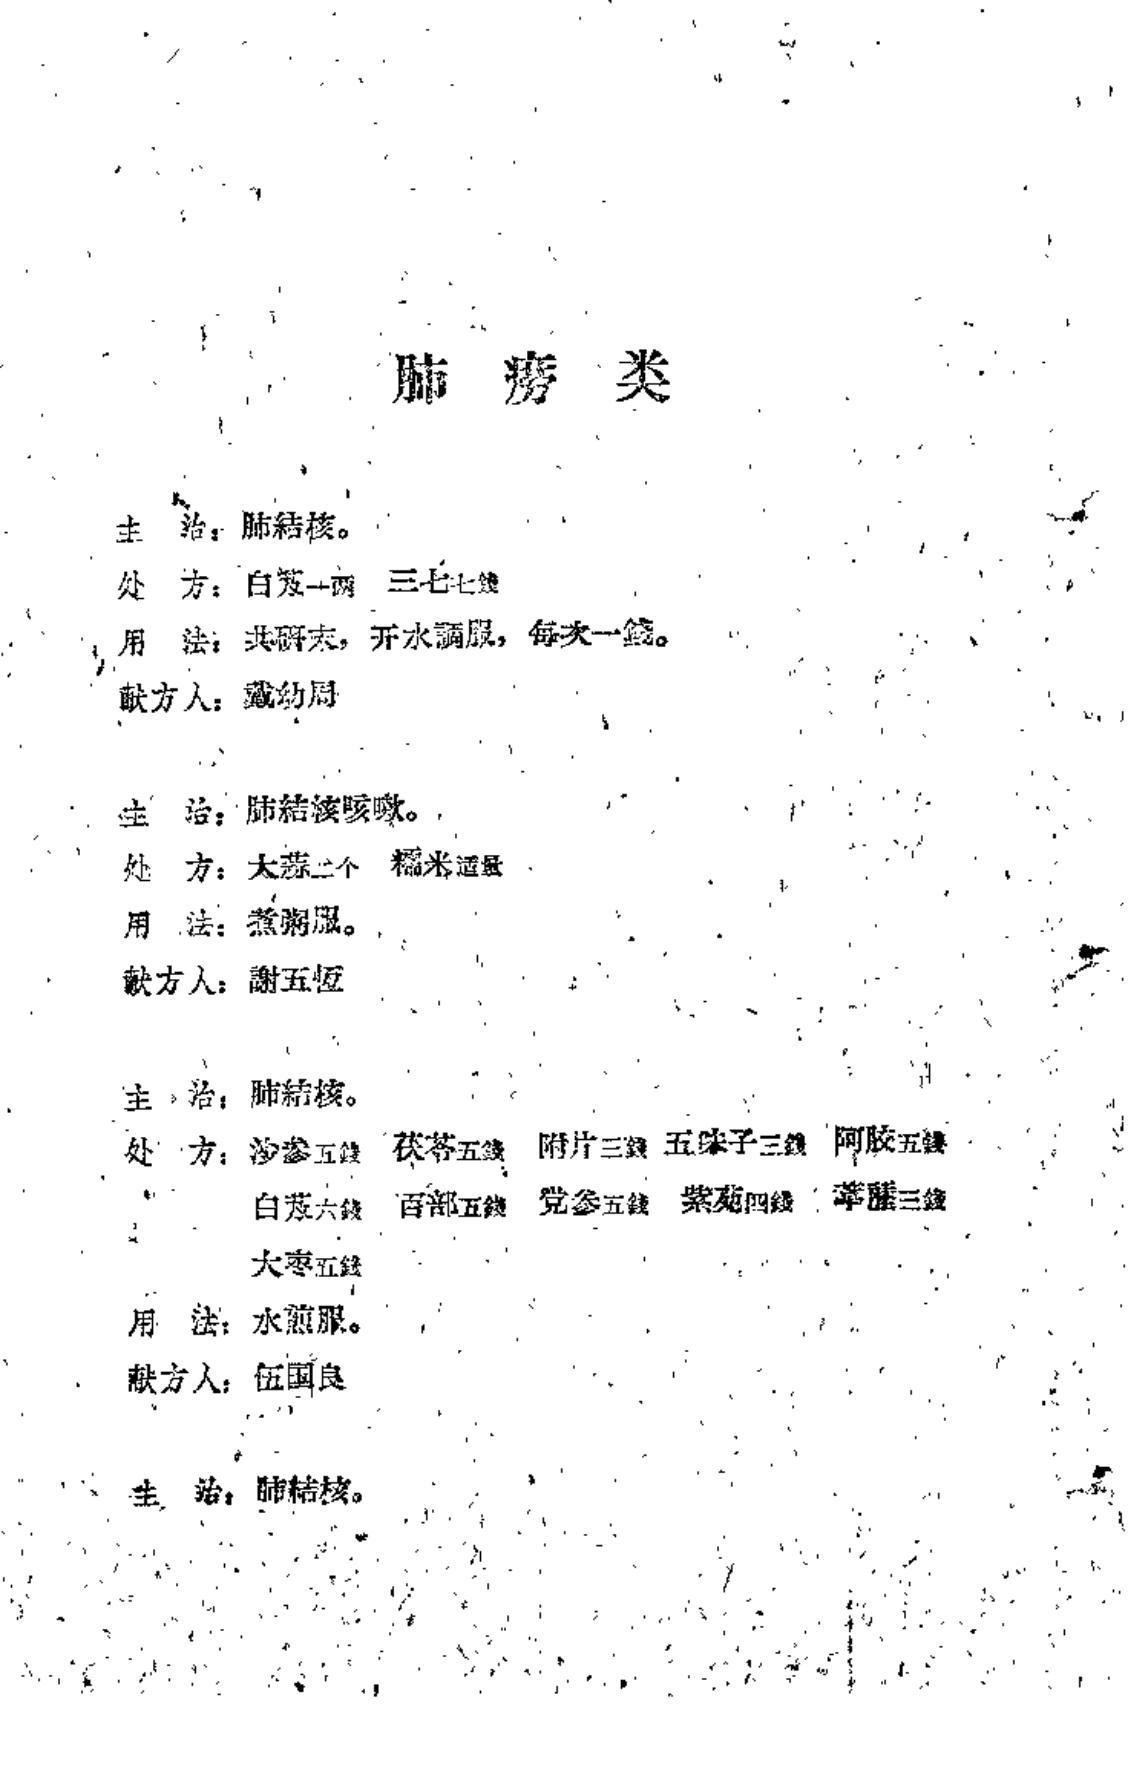 肺痨类
主　治：肺結核。
处　方：白芨一両　三七七錢
用　法：共研末，开水調服，每次一錢。
献方人：戴幼周
主　治：肺結核咳嗽。
处　方：大蒜二个　糯米适量
用　法：煮粥服。
献方人：謝五恆
主　治：肺結核。
处　方：沙参五錢　茯苓五錢　附片三錢　五味子三錢　阿胶五錢
白芨六錢　百部五錢　党参五錢　紫菀四錢　蓽薢三錢
大枣五錢
用　法：水煎服。
献方人：伍国良
主　治：肺結核。